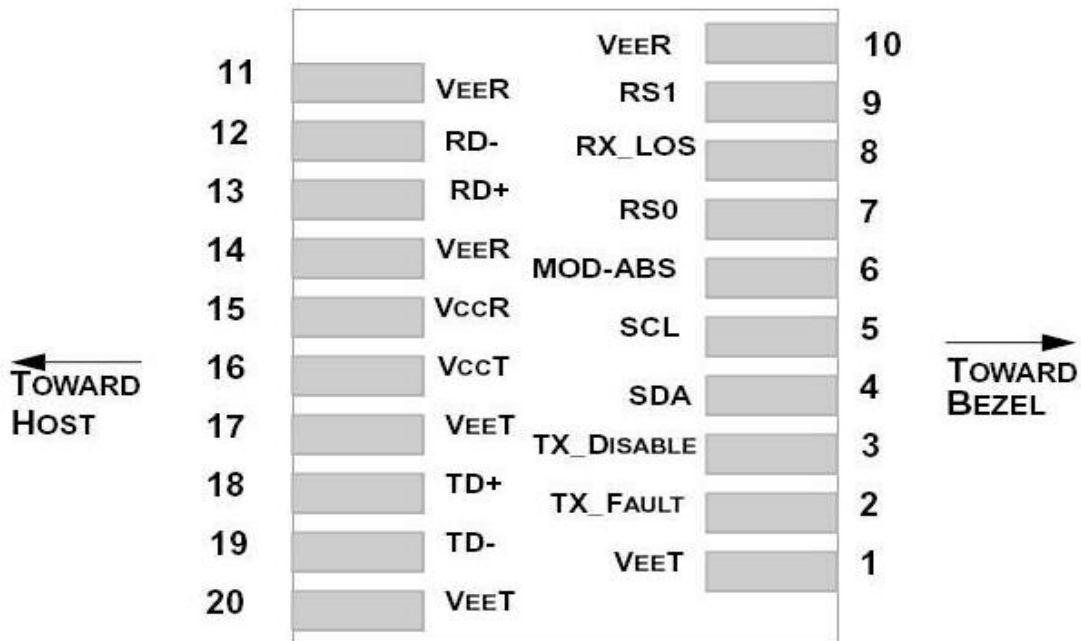 VEER 10
11 VEER
RS1 9
12 RD-
RX_LOS 8
13 RD+
RS0 7
14 VEER
MOD-ABS 6
15 VCCR
SCL 5
16 VCCT
SDA 4
TOWARD HOST
TOWARD BEZEL
17 VEET
TX_DISABLE 3
18 TD+
TX_FAULT 2
19 TD-
VEET 1
20 VEET